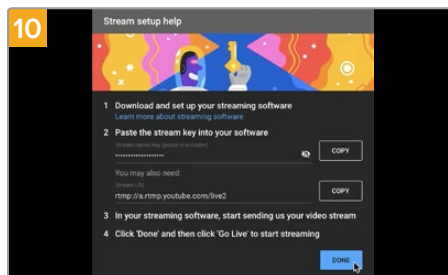 10
Stream setup help
1 Download and set up your streaming software
Learn more about streaming software
2 Paste the stream key into your software
Stream name/key (paste in encoder)
••••••••••••••••••••
COPY
You may also need:
Stream URL
rtmp://a.rtmp.youtube.com/live2
COPY
3 In your streaming software, start sending us your video stream
4 Click 'Done' and then click 'Go Live' to start streaming
DONE